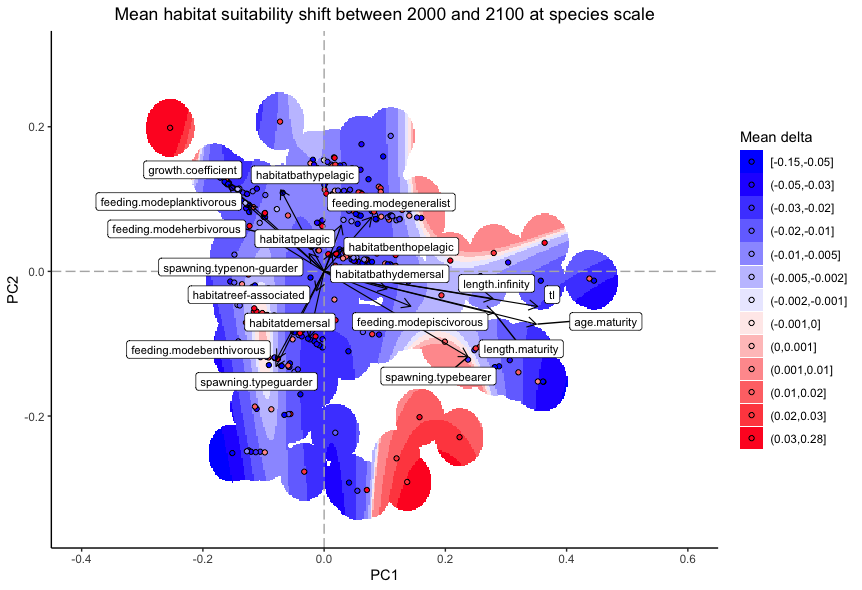 Mean habitat suitability shift between 2000 and 2100 at species scale
PC2
0.2
0.0
-0.2
growth.coefficient
habitatbathypelagic
feeding.modeplanktivorous
feeding.modegeneralist
feeding.modeherbivorous
habitatpelagic
habitatbenthopelagic
spawning.typenon-guarder
habitatbathydemersal
length.infinity
habitatreef-associated
tl
habitatdemersal
feeding.modepiscivorous
age.maturity
feeding.modebenthivorous
length.maturity
spawning.typeguarder
spawning.typebearer
-0.4
-0.2
0.0
0.2
0.4
0.6
PC1
Mean delta
[-0.15,-0.05]
(-0.05,-0.03]
(-0.03,-0.02]
(-0.02,-0.01]
(-0.01,-0.005]
(-0.005,-0.002]
(-0.002,-0.001]
(-0.001,0]
(0,0.001]
(0.001,0.01]
(0.01,0.02]
(0.02,0.03]
(0.03,0.28]